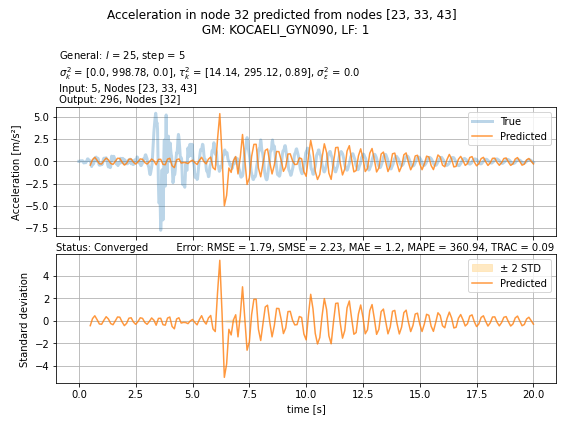 Acceleration in node 32 predicted from nodes [23, 33, 43]
GM: KOCAELI_GYN090, LF: 1
General: l = 25, step = 5
σ²ₖ = [0.0, 998.78, 0.0], τ²ₖ = [14.14, 295.12, 0.89], σ²ₑ = 0.0
Input: 5, Nodes [23, 33, 43]
Output: 296, Nodes [32]
5.0
2.5
0.0
−2.5
−5.0
−7.5
Acceleration [m/s²]
True
Predicted
Status: Converged Error: RMSE = 1.79, SMSE = 2.23, MAE = 1.2, MAPE = 360.94, TRAC = 0.09
4
2
0
−2
−4
Standard deviation
± 2 STD
Predicted
0.0 2.5 5.0 7.5 10.0 12.5 15.0 17.5 20.0
time [s]